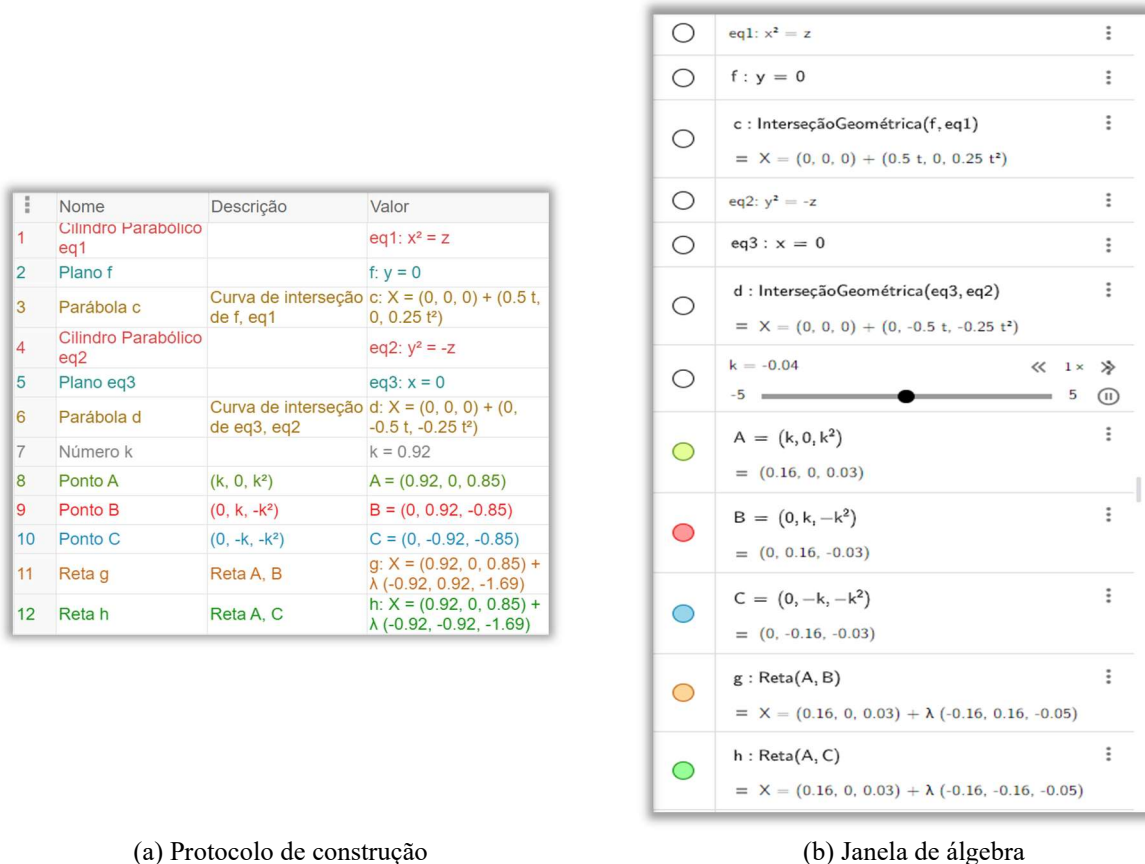 Nome Descrição Valor
1 Cilindro Parabólico eq1: x² = z
eq1
2 Plano f f: y = 0
3 Parábola c Curva de interseção c: X = (0, 0, 0) + (0.5 t,
de f, eq1 0, 0.25 t²)
4 Cilindro Parabólico eq2: y² = -z
eq2
5 Plano eq3 eq3: x = 0
6 Parábola d Curva de interseção d: X = (0, 0, 0) + (0,
de eq3, eq2 -0.5 t, -0.25 t²)
7 Número k k = 0.92
8 Ponto A (k, 0, k²) A = (0.92, 0, 0.85)
9 Ponto B (0, k, -k²) B = (0, 0.92, -0.85)
10 Ponto C (0, -k, -k²) C = (0, -0.92, -0.85)
11 Reta g Reta A, B g: X = (0.92, 0, 0.85) +
λ (-0.92, 0.92, -1.69)
12 Reta h Reta A, C h: X = (0.92, 0, 0.85) +
λ (-0.92, -0.92, -1.69)
(a) Protocolo de construção
eq1: x² = z
f : y = 0
c : InterseçãoGeométrica(f, eq1)
= X = (0, 0, 0) + (0.5 t, 0, 0.25 t²)
eq2: y² = -z
eq3 : x = 0
d : InterseçãoGeométrica(eq3, eq2)
= X = (0, 0, 0) + (0, -0.5 t, -0.25 t²)
k = -0.04 1 ×
-5 5
A = (k, 0, k²)
= (0.16, 0, 0.03)
B = (0, k, −k²)
= (0, 0.16, -0.03)
C = (0, −k, −k²)
= (0, -0.16, -0.03)
g : Reta(A, B)
= X = (0.16, 0, 0.03) + λ (-0.16, 0.16, -0.05)
h : Reta(A, C)
= X = (0.16, 0, 0.03) + λ (-0.16, -0.16, -0.05)
(b) Janela de álgebra